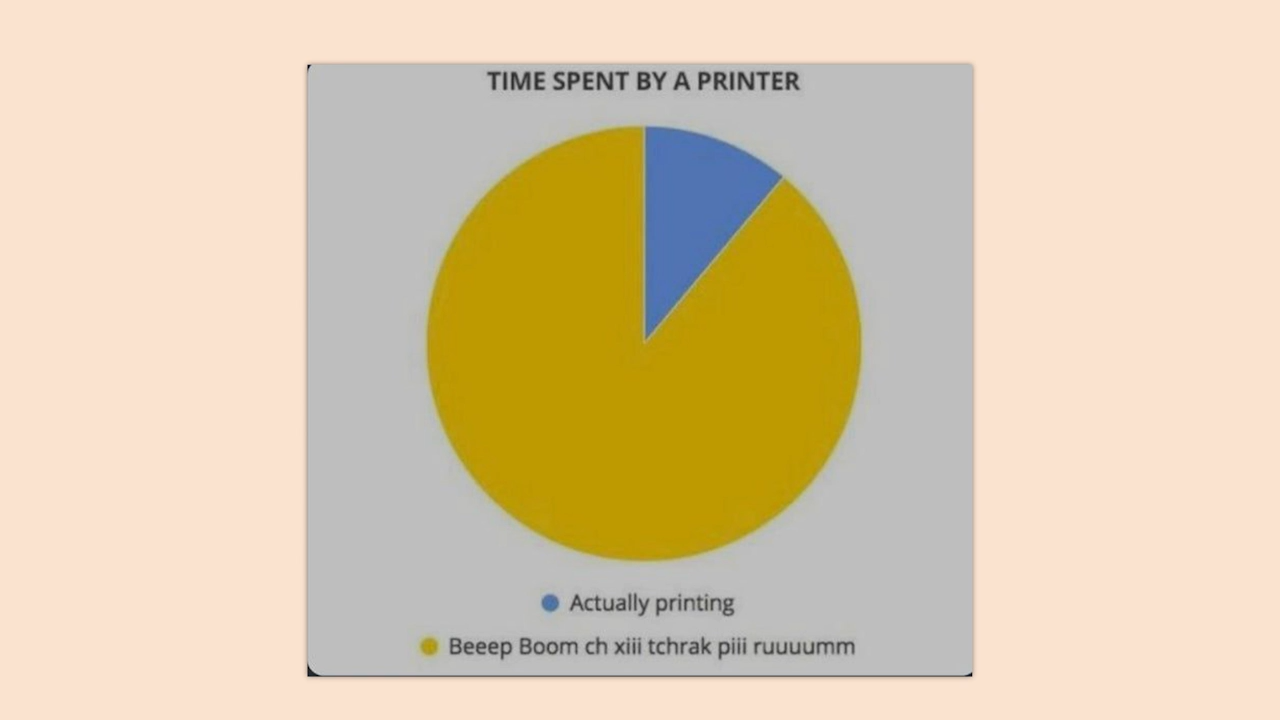 TIME SPENT BY A PRINTER
Actually printing
Beeep Boom ch xiii tchrak piii ruuuumm